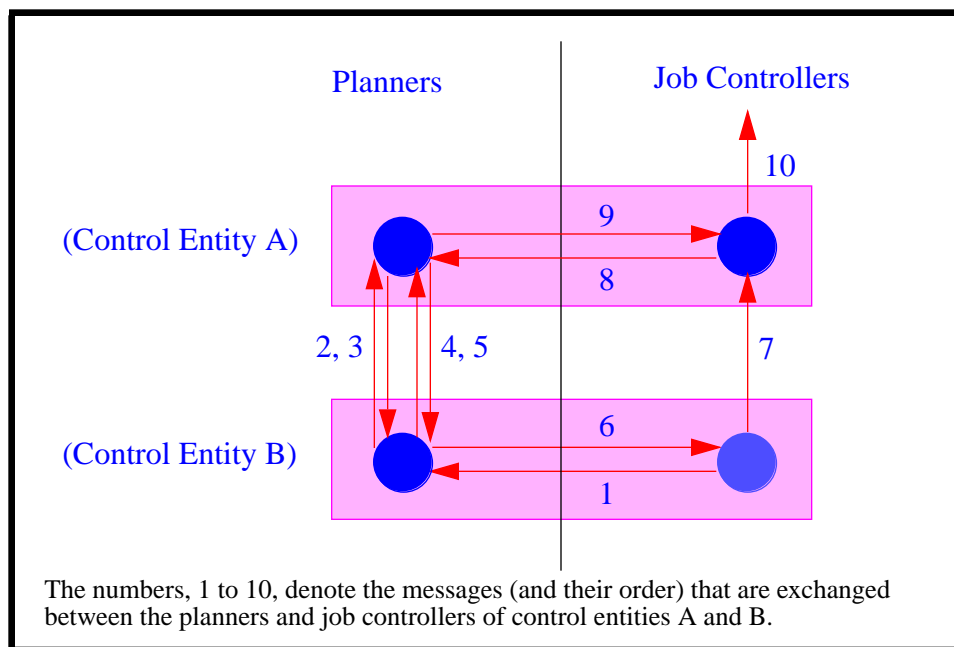 Planners
Job Controllers
10
(Control Entity A)
9
8
2, 3
4, 5
7
(Control Entity B)
6
1
The numbers, 1 to 10, denote the messages (and their order) that are exchanged
between the planners and job controllers of control entities A and B.